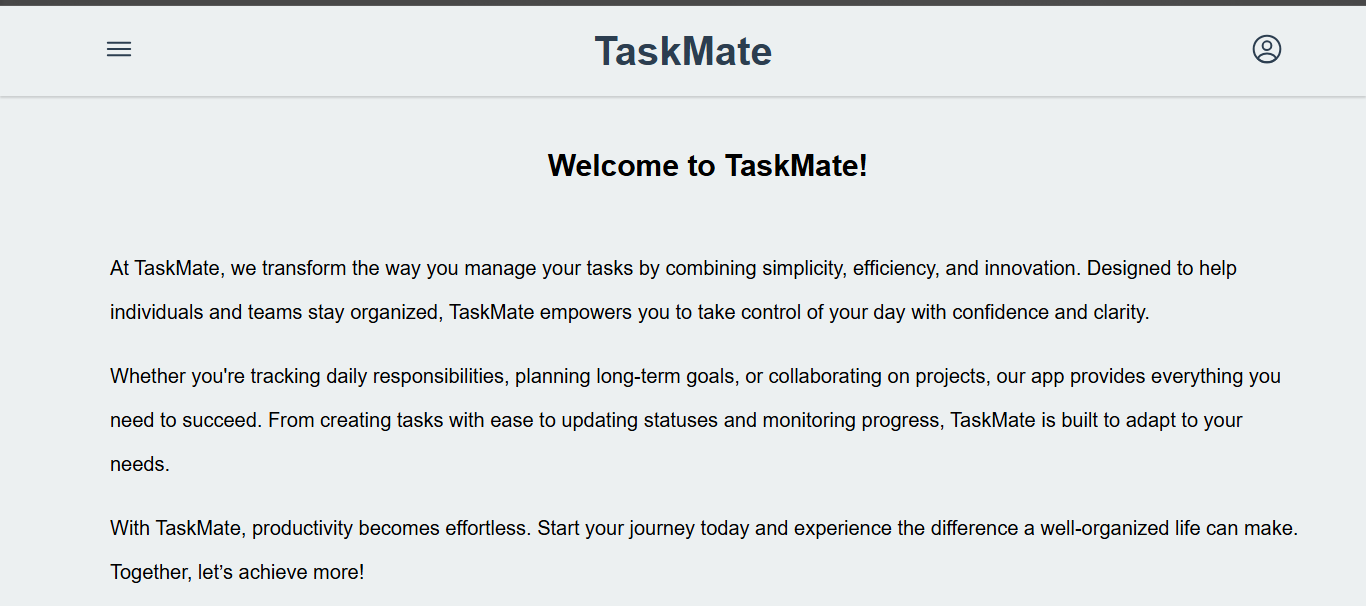 TaskMate
Welcome to TaskMate!
At TaskMate, we transform the way you manage your tasks by combining simplicity, efficiency, and innovation. Designed to help
individuals and teams stay organized, TaskMate empowers you to take control of your day with confidence and clarity.
Whether you're tracking daily responsibilities, planning long-term goals, or collaborating on projects, our app provides everything you
need to succeed. From creating tasks with ease to updating statuses and monitoring progress, TaskMate is built to adapt to your
needs.
With TaskMate, productivity becomes effortless. Start your journey today and experience the difference a well-organized life can make.
Together, let’s achieve more!